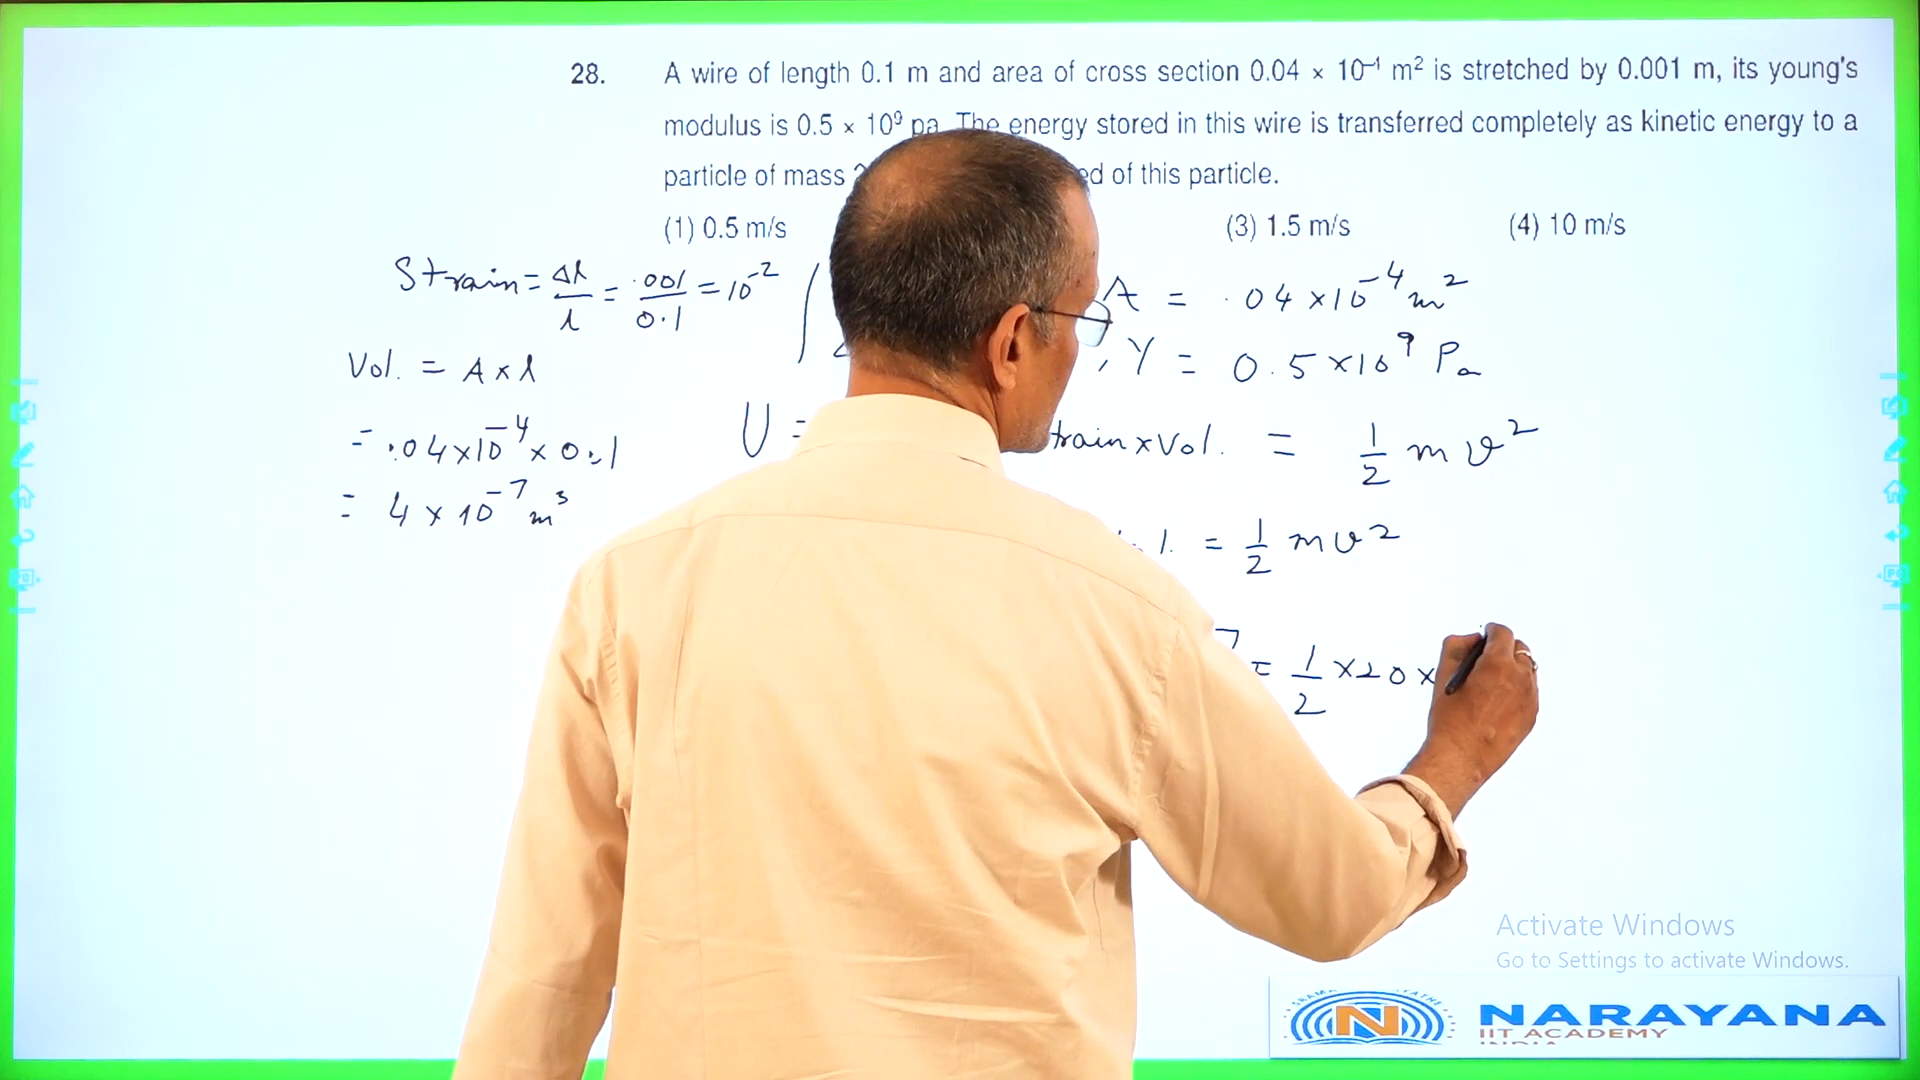 28. A wire of length 0.1 m and area of cross section 0.04 × 10⁻⁴ m² is stretched by 0.001 m, its young's
modulus is 0.5 × 10⁹ pa. The energy stored in this wire is transferred completely as kinetic energy to a
particle of mass ed of this particle.
(1) 0.5 m/s (3) 1.5 m/s (4) 10 m/s
Strain = Δl/l = .001/0.1 = 10⁻²
A = .04 × 10⁻⁴ m²
, Y = 0.5 × 10⁹ Pa
Vol. = A × l
= .04 × 10⁻⁴ × 0.1
= 4 × 10⁻⁷ m³
U = train × Vol. = 1/2 m v²
= 1/2 m v²
7 = 1/2 × 20 ×
Activate Windows
Go to Settings to activate Windows.
N NARAYANA
IIT ACADEMY
INDIA